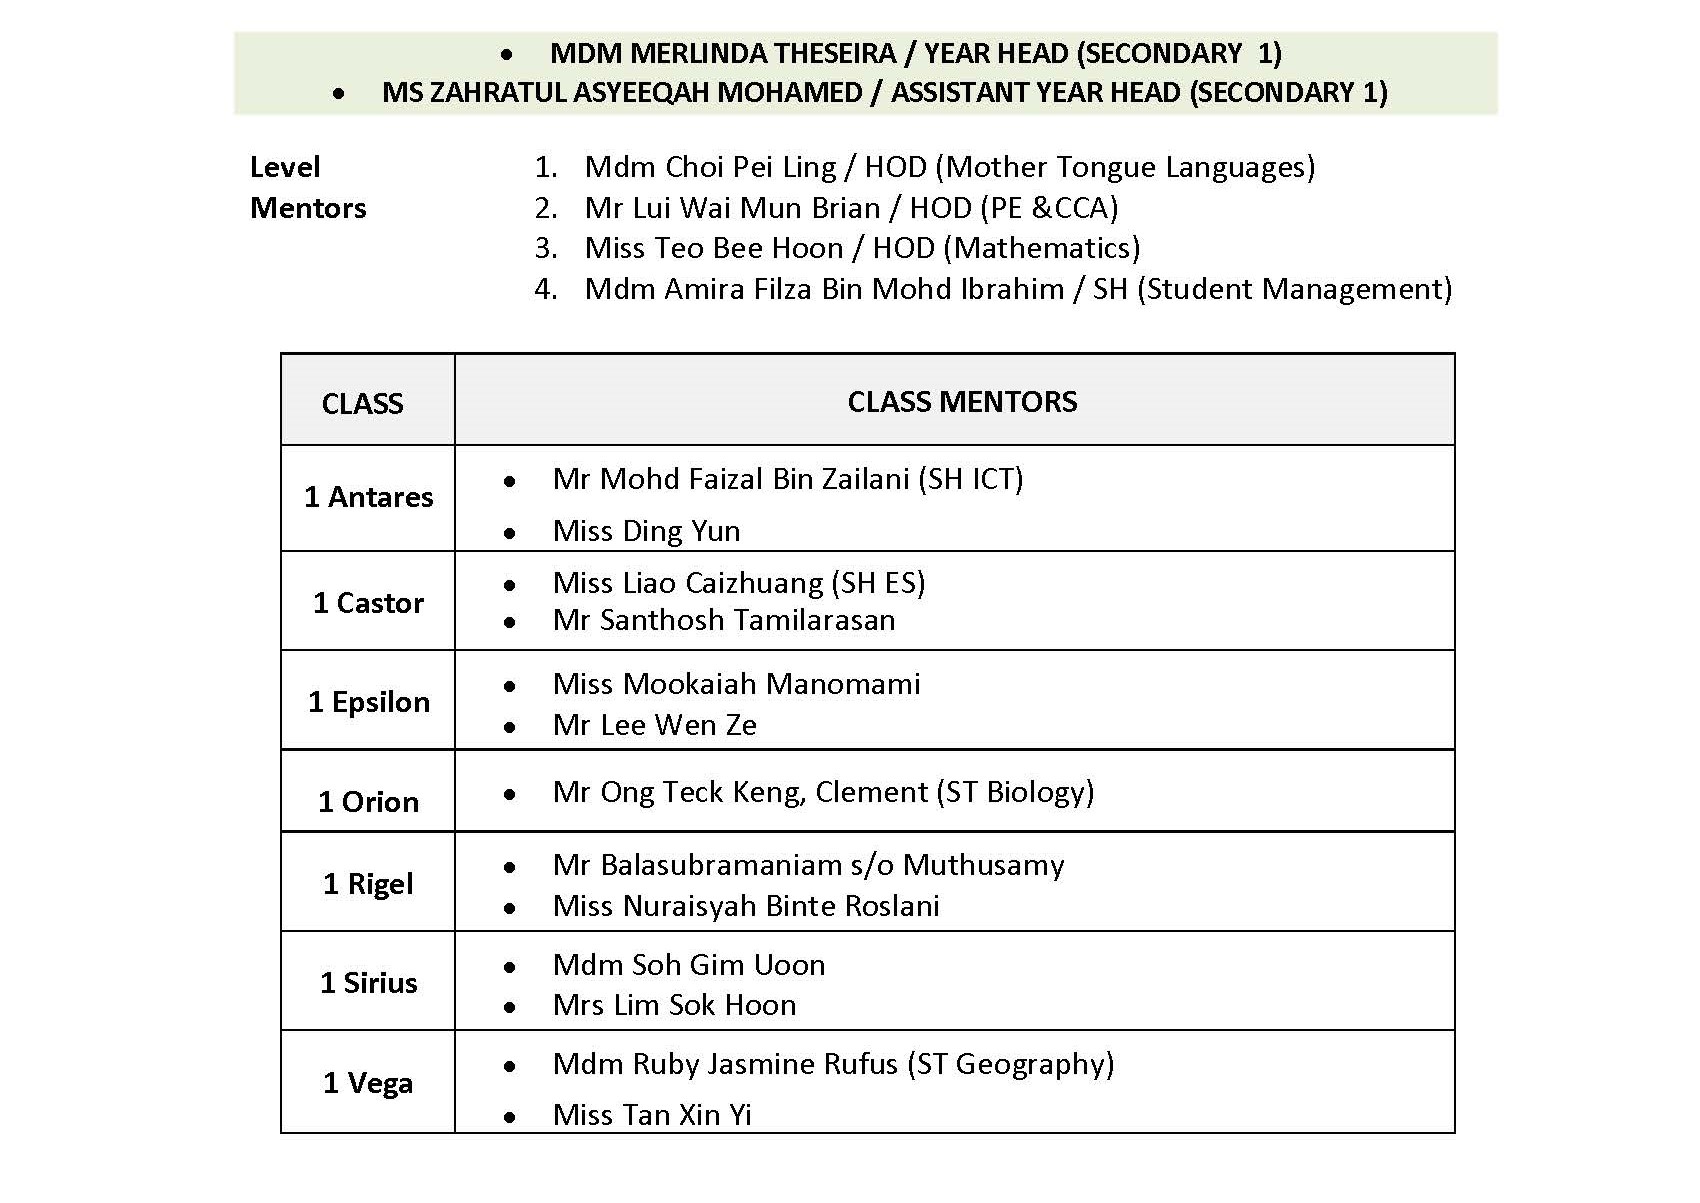 • MDM MERLINDA THESEIRA / YEAR HEAD (SECONDARY 1)
• MS ZAHRATUL ASYEEQAH MOHAMED / ASSISTANT YEAR HEAD (SECONDARY 1)
Level Mentors
1. Mdm Choi Pei Ling / HOD (Mother Tongue Languages)
2. Mr Lui Wai Mun Brian / HOD (PE &CCA)
3. Miss Teo Bee Hoon / HOD (Mathematics)
4. Mdm Amira Filza Bin Mohd Ibrahim / SH (Student Management)
CLASS CLASS MENTORS
1 Antares
• Mr Mohd Faizal Bin Zailani (SH ICT)
• Miss Ding Yun
1 Castor
• Miss Liao Caizhuang (SH ES)
• Mr Santhosh Tamilarasan
1 Epsilon
• Miss Mookaiah Manomami
• Mr Lee Wen Ze
1 Orion
• Mr Ong Teck Keng, Clement (ST Biology)
1 Rigel
• Mr Balasubramaniam s/o Muthusamy
• Miss Nuraisyah Binte Roslani
1 Sirius
• Mdm Soh Gim Uoon
• Mrs Lim Sok Hoon
1 Vega
• Mdm Ruby Jasmine Rufus (ST Geography)
• Miss Tan Xin Yi